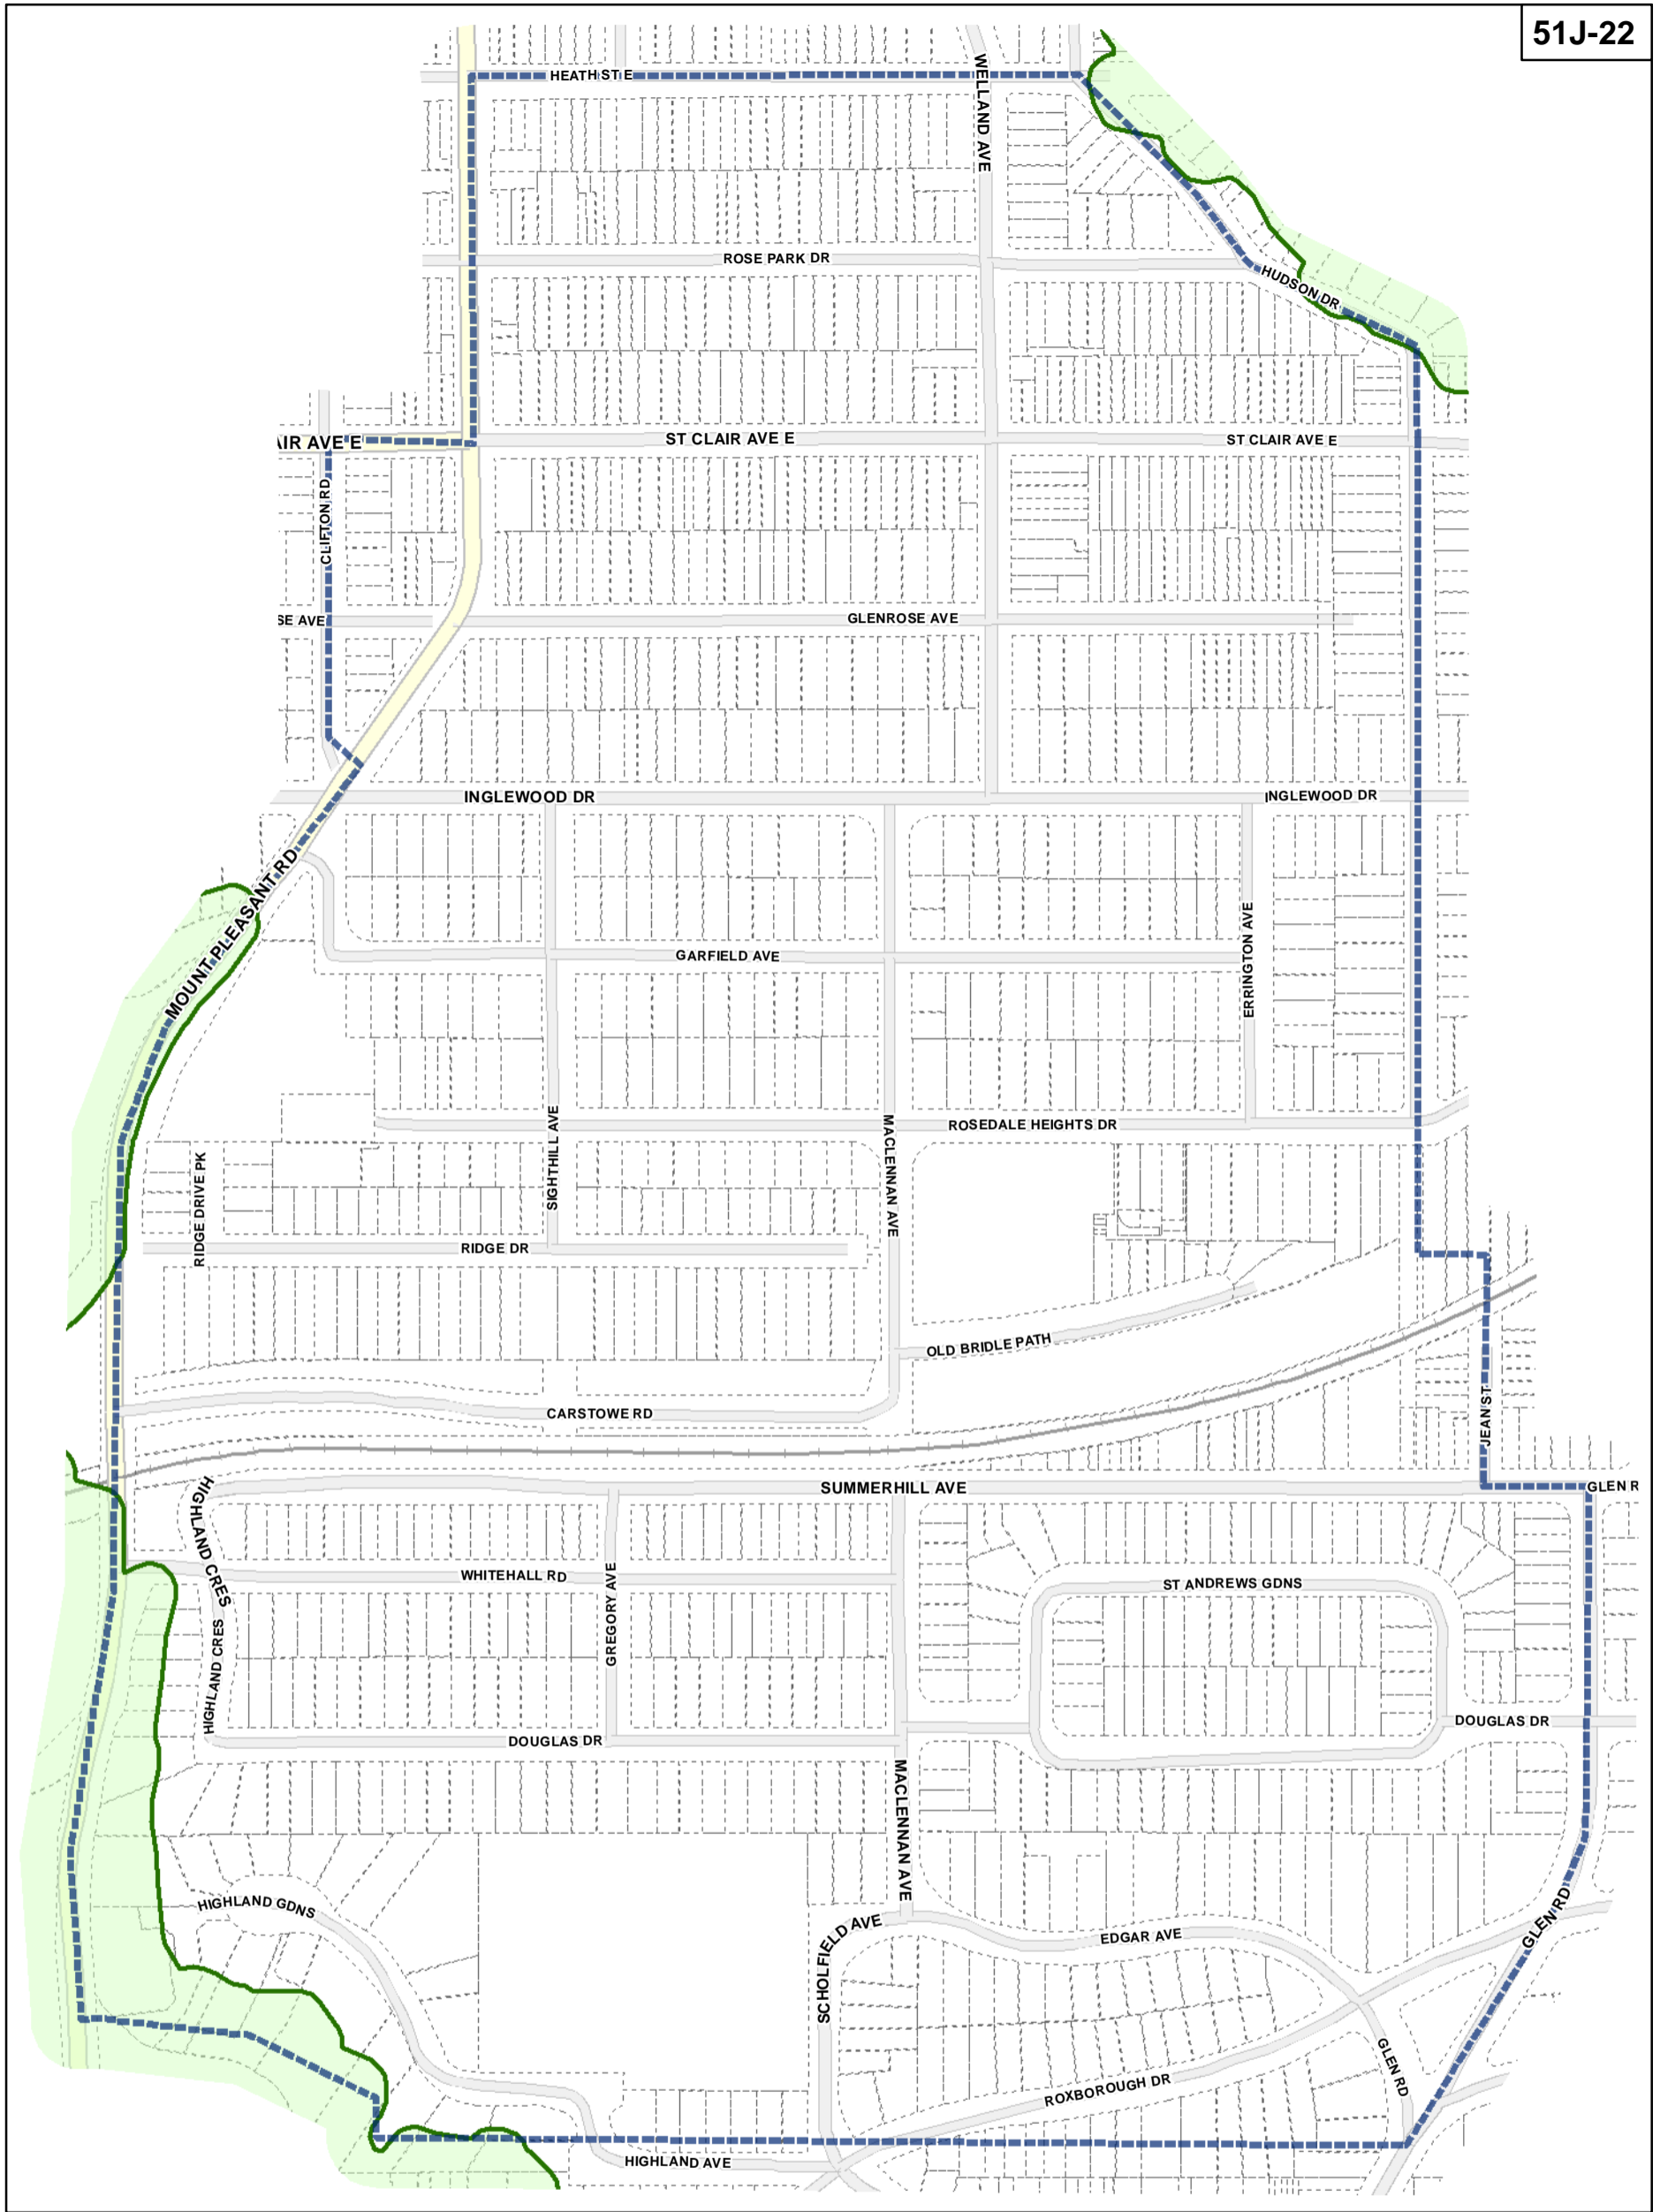 51J-22
HEATH ST E
WELLAND AVE
ROSE PARK DR
HUDSON DR
AIR AVE E
ST CLAIR AVE E
ST CLAIR AVE E
CLIFTON RD
SE AVE
GLENROSE AVE
INGLEWOOD DR
INGLEWOOD DR
MOUNT PLEASANT RD
GARFIELD AVE
ERRINGTON AVE
SIGHTHILL AVE
MACLENNAN AVE
ROSEDALE HEIGHTS DR
RIDGE DRIVE PK
RIDGE DR
OLD BRIDLE PATH
CARSTOWE RD
JEAN ST
SUMMERHILL AVE
GLEN R
HIGHLAND CRES
WHITEHALL RD
GREGORY AVE
ST ANDREWS GDNS
HIGHLAND CRES
DOUGLAS DR
DOUGLAS DR
MACLENNAN AVE
HIGHLAND GDNS
SCHOLFIELD AVE
EDGAR AVE
GLEN RD
GLEN RD
ROXBOROUGH DR
HIGHLAND AVE